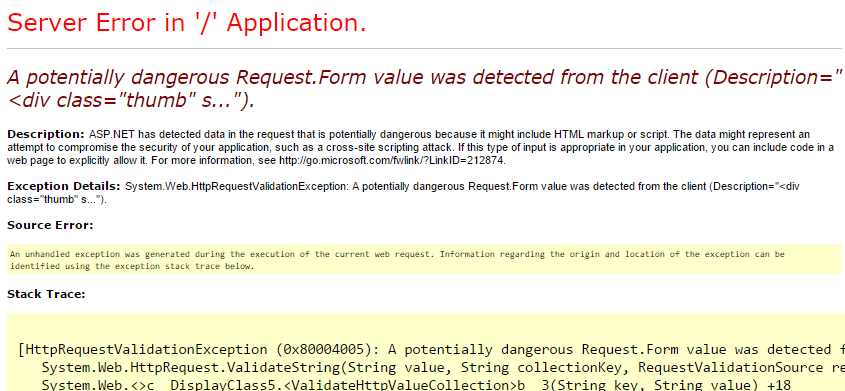 Server Error in '/' Application.
A potentially dangerous Request.Form value was detected from the client (Description="
<div class="thumb" s...").
Description: ASP.NET has detected data in the request that is potentially dangerous because it might include HTML markup or script. The data might represent an
attempt to compromise the security of your application, such as a cross-site scripting attack. If this type of input is appropriate in your application, you can include code in a
web page to explicitly allow it. For more information, see http://go.microsoft.com/fwlink/?LinkID=212874.
Exception Details: System.Web.HttpRequestValidationException: A potentially dangerous Request.Form value was detected from the client (Description="<div
class="thumb" s...").
Source Error:
An unhandled exception was generated during the execution of the current web request. Information regarding the origin and location of the exception can be
identified using the exception stack trace below.
Stack Trace:
[HttpRequestValidationException (0x80004005): A potentially dangerous Request.Form value was detected f
System.Web.HttpRequest.ValidateString(String value, String collectionKey, RequestValidationSource re
System.Web.<>c__DisplayClass5.<ValidateHttpValueCollection>b__3(String key, String value) +18